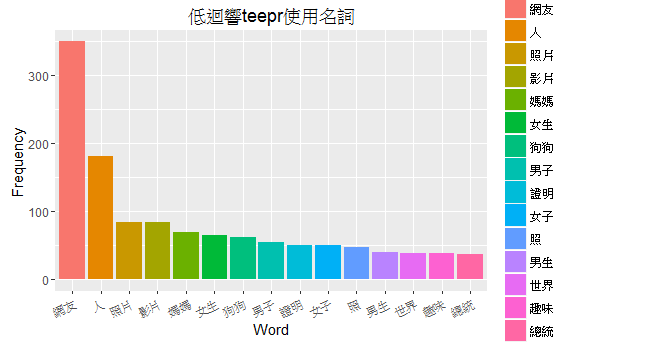 低迴響teepr使用名詞
Frequency
300
200
100
0
網友 人 照片 影片 媽媽 女生 狗狗 男子 證明 女子 照 男生 世界 趣味 總統
Word
網友
人
照片
影片
媽媽
女生
狗狗
男子
證明
女子
照
男生
世界
趣味
總統